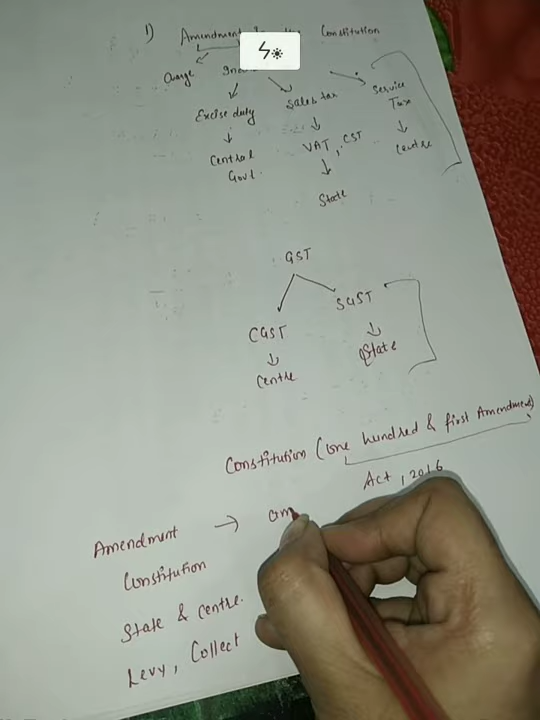 1) Amendment Constitution
Change
Excise duty Sales tax Service
Tax
Central VAT, CST Centre
Govt.
State
GST
CGST SGST
Centre State
Constitution (One hundred & first Amendment)
Act, 2016
Amendment →
Constitution
State & Centre.
Levy, Collect